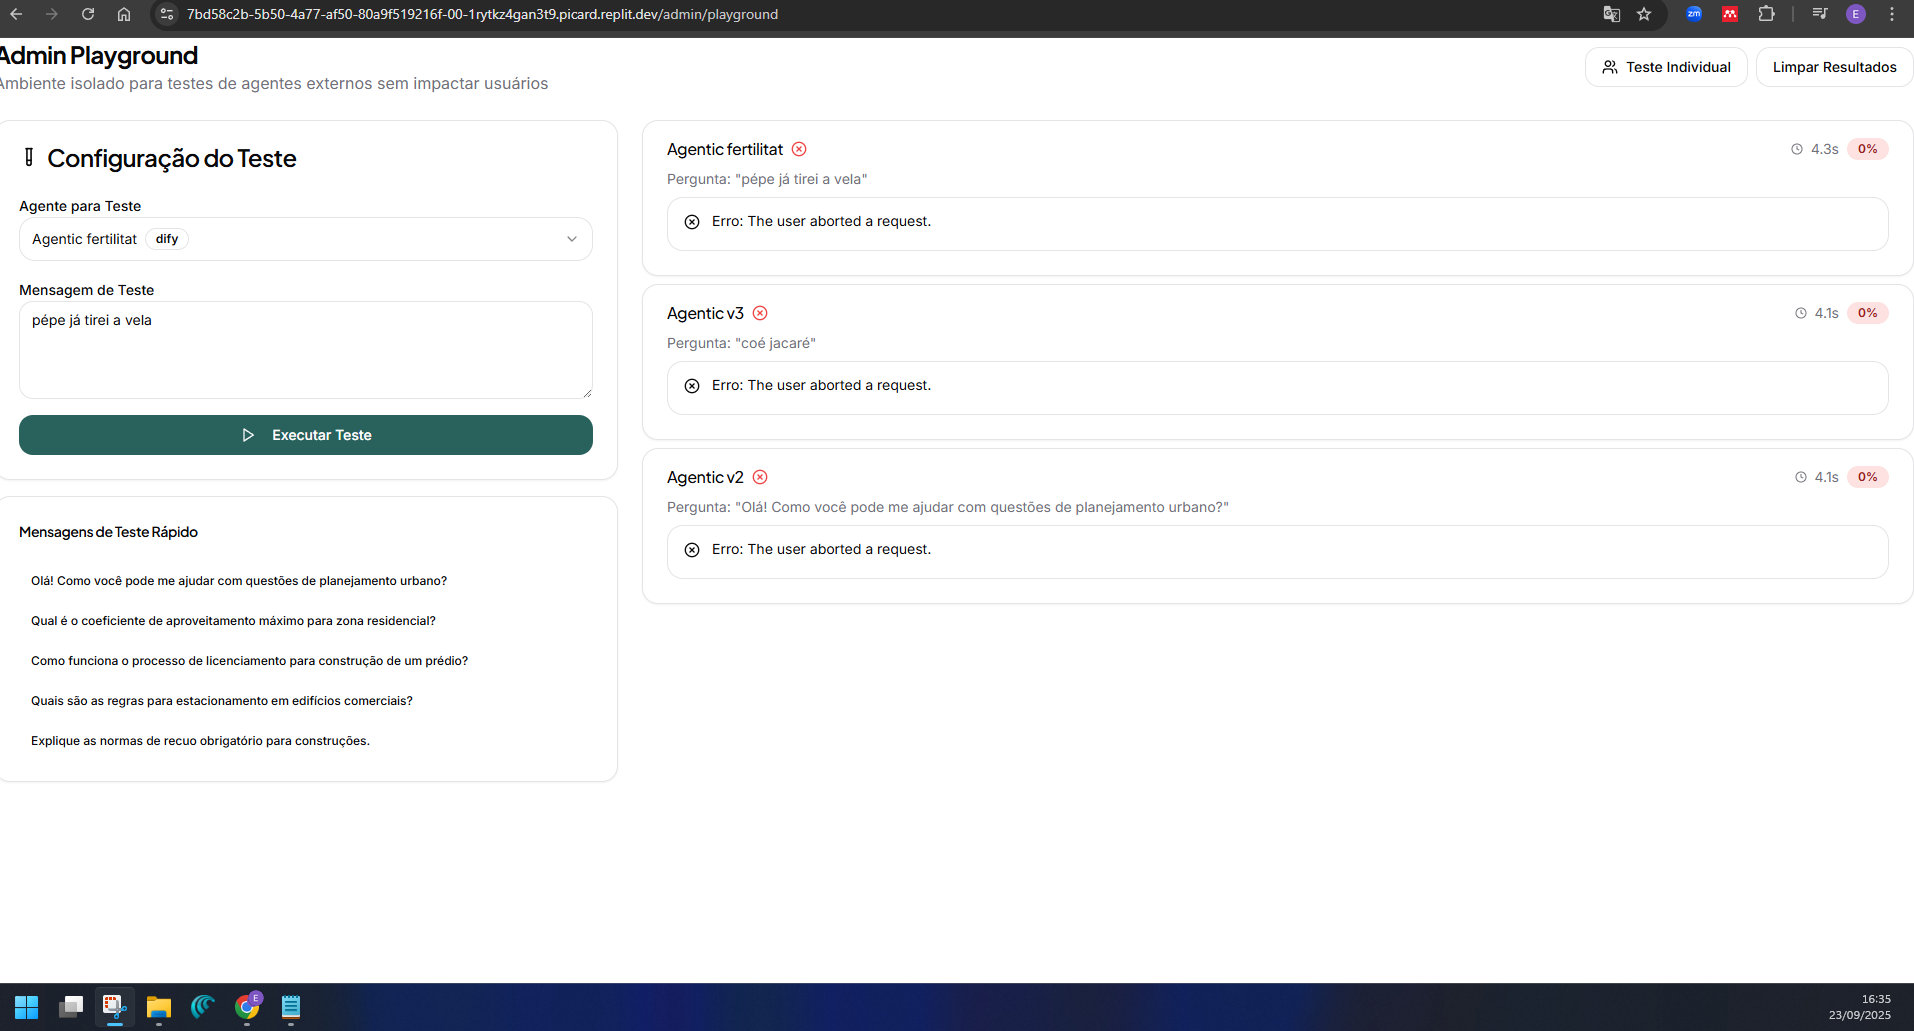 7bd58c2b-5b50-4a77-af50-80a9f519216f-00-1rytkz4gan3t9.picard.replit.dev/admin/playground
zm
E
Admin Playground
Ambiente isolado para testes de agentes externos sem impactar usuários
Teste Individual
Limpar Resultados
Configuração do Teste
Agente para Teste
Agentic fertilitat dify
Mensagem de Teste
pépe já tirei a vela
Executar Teste
Mensagens de Teste Rápido
Olá! Como você pode me ajudar com questões de planejamento urbano?
Qual é o coeficiente de aproveitamento máximo para zona residencial?
Como funciona o processo de licenciamento para construção de um prédio?
Quais são as regras para estacionamento em edifícios comerciais?
Explique as normas de recuo obrigatório para construções.
Agentic fertilitat 4.3s 0%
Pergunta: "pépe já tirei a vela"
Erro: The user aborted a request.
Agentic v3 4.1s 0%
Pergunta: "coé jacaré"
Erro: The user aborted a request.
Agentic v2 4.1s 0%
Pergunta: "Olá! Como você pode me ajudar com questões de planejamento urbano?"
Erro: The user aborted a request.
E
16:35
23/09/2025